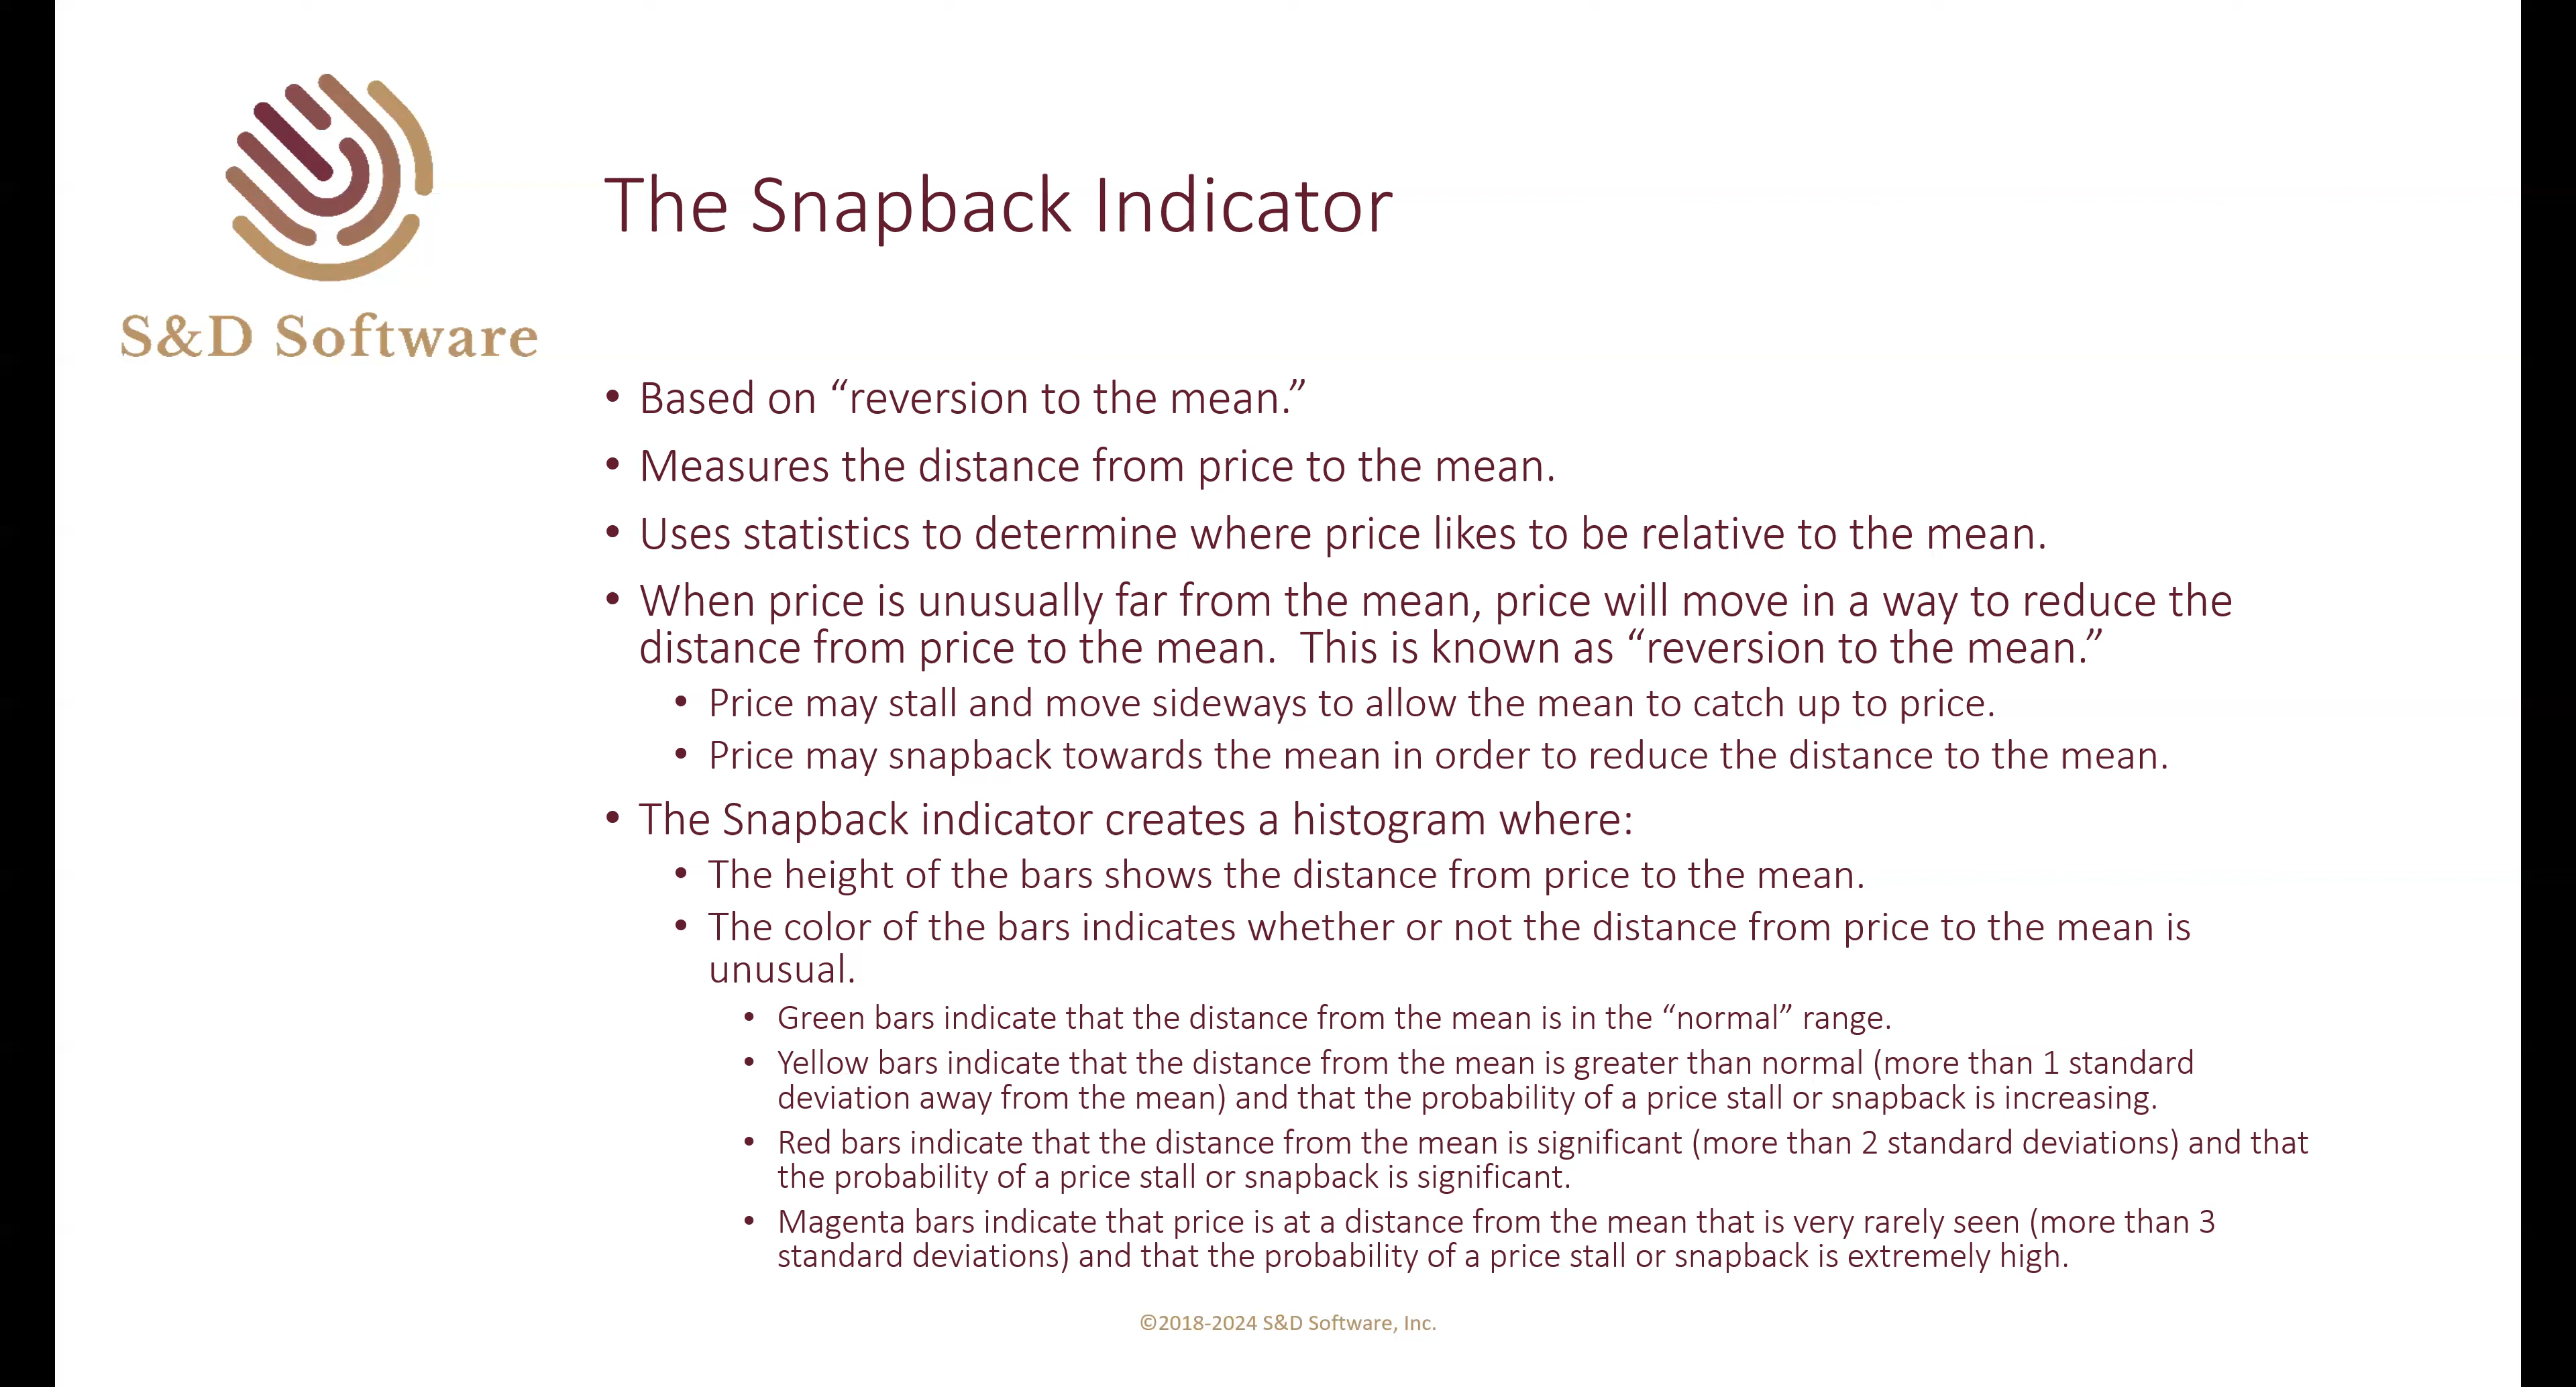 The Snapback Indicator
S&D Software
• Based on “reversion to the mean.”
• Measures the distance from price to the mean.
• Uses statistics to determine where price likes to be relative to the mean.
• When price is unusually far from the mean, price will move in a way to reduce the
distance from price to the mean.  This is known as “reversion to the mean.”
• Price may stall and move sideways to allow the mean to catch up to price.
• Price may snapback towards the mean in order to reduce the distance to the mean.
• The Snapback indicator creates a histogram where:
• The height of the bars shows the distance from price to the mean.
• The color of the bars indicates whether or not the distance from price to the mean is
unusual.
• Green bars indicate that the distance from the mean is in the “normal” range.
• Yellow bars indicate that the distance from the mean is greater than normal (more than 1 standard
deviation away from the mean) and that the probability of a price stall or snapback is increasing.
• Red bars indicate that the distance from the mean is significant (more than 2 standard deviations) and that
the probability of a price stall or snapback is significant.
• Magenta bars indicate that price is at a distance from the mean that is very rarely seen (more than 3
standard deviations) and that the probability of a price stall or snapback is extremely high.
©2018-2024 S&D Software, Inc.